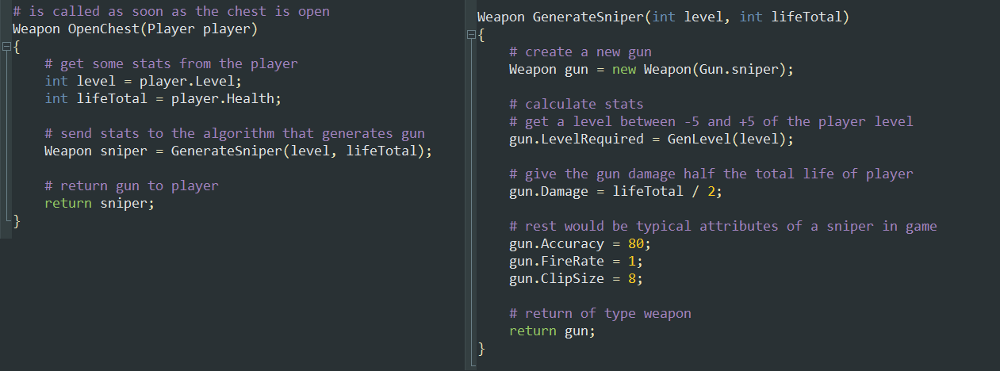 # is called as soon as the chest is open
Weapon OpenChest(Player player)
{
# get some stats from the player
int level = player.Level;
int lifeTotal = player.Health;
# send stats to the algorithm that generates gun
Weapon sniper = GenerateSniper(level, lifeTotal);
# return gun to player
return sniper;
}
Weapon GenerateSniper(int level, int lifeTotal)
{
# create a new gun
Weapon gun = new Weapon(Gun.sniper);
# calculate stats
# get a level between -5 and +5 of the player level
gun.LevelRequired = GenLevel(level);
# give the gun damage half the total life of player
gun.Damage = lifeTotal / 2;
# rest would be typical attributes of a sniper in game
gun.Accuracy = 80;
gun.FireRate = 1;
gun.ClipSize = 8;
# return of type weapon
return gun;
}